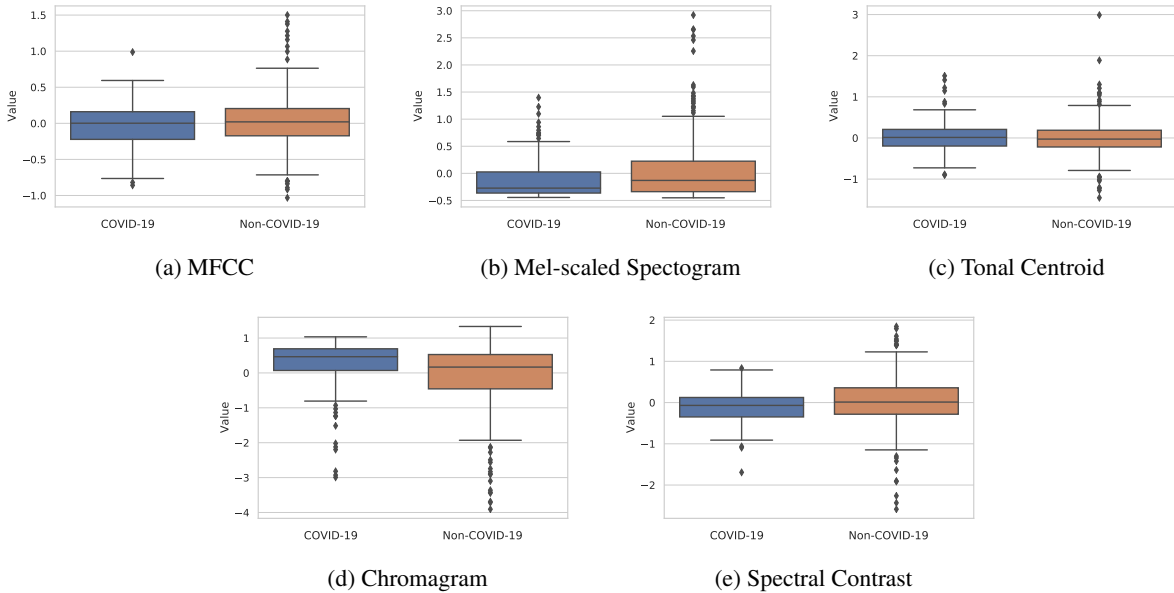 1.5
1.0
0.5
0.0
−0.5
−1.0
Value
COVID-19 Non-COVID-19
(a) MFCC
3.0
2.5
2.0
1.5
1.0
0.5
0.0
−0.5
Value
COVID-19 Non-COVID-19
(b) Mel-scaled Spectogram
3
2
1
0
−1
Value
COVID-19 Non-COVID-19
(c) Tonal Centroid
1
0
−1
−2
−3
−4
Value
COVID-19 Non-COVID-19
(d) Chromagram
2
1
0
−1
−2
Value
COVID-19 Non-COVID-19
(e) Spectral Contrast